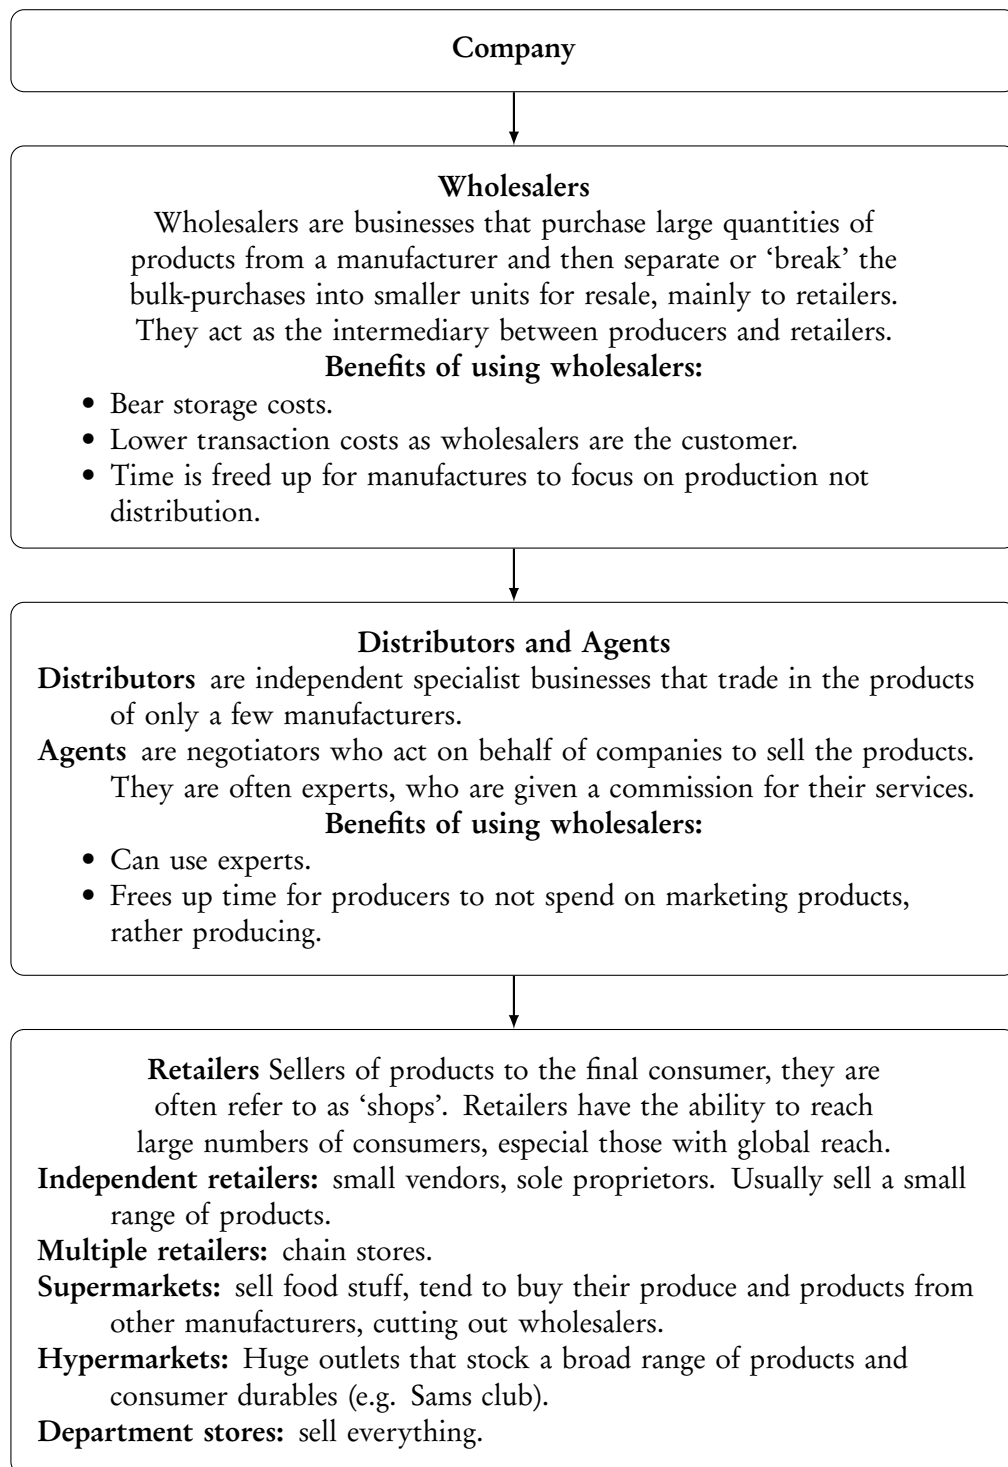 Company
Wholesalers
Wholesalers are businesses that purchase large quantities of
products from a manufacturer and then separate or ‘break’ the
bulk-purchases into smaller units for resale, mainly to retailers.
They act as the intermediary between producers and retailers.
Benefits of using wholesalers:
• Bear storage costs.
• Lower transaction costs as wholesalers are the customer.
• Time is freed up for manufactures to focus on production not
distribution.
Distributors and Agents
Distributors are independent specialist businesses that trade in the products
of only a few manufacturers.
Agents are negotiators who act on behalf of companies to sell the products.
They are often experts, who are given a commission for their services.
Benefits of using wholesalers:
• Can use experts.
• Frees up time for producers to not spend on marketing products,
rather producing.
Retailers Sellers of products to the final consumer, they are
often refer to as ‘shops’. Retailers have the ability to reach
large numbers of consumers, especial those with global reach.
Independent retailers: small vendors, sole proprietors. Usually sell a small
range of products.
Multiple retailers: chain stores.
Supermarkets: sell food stuff, tend to buy their produce and products from
other manufacturers, cutting out wholesalers.
Hypermarkets: Huge outlets that stock a broad range of products and
consumer durables (e.g. Sams club).
Department stores: sell everything.